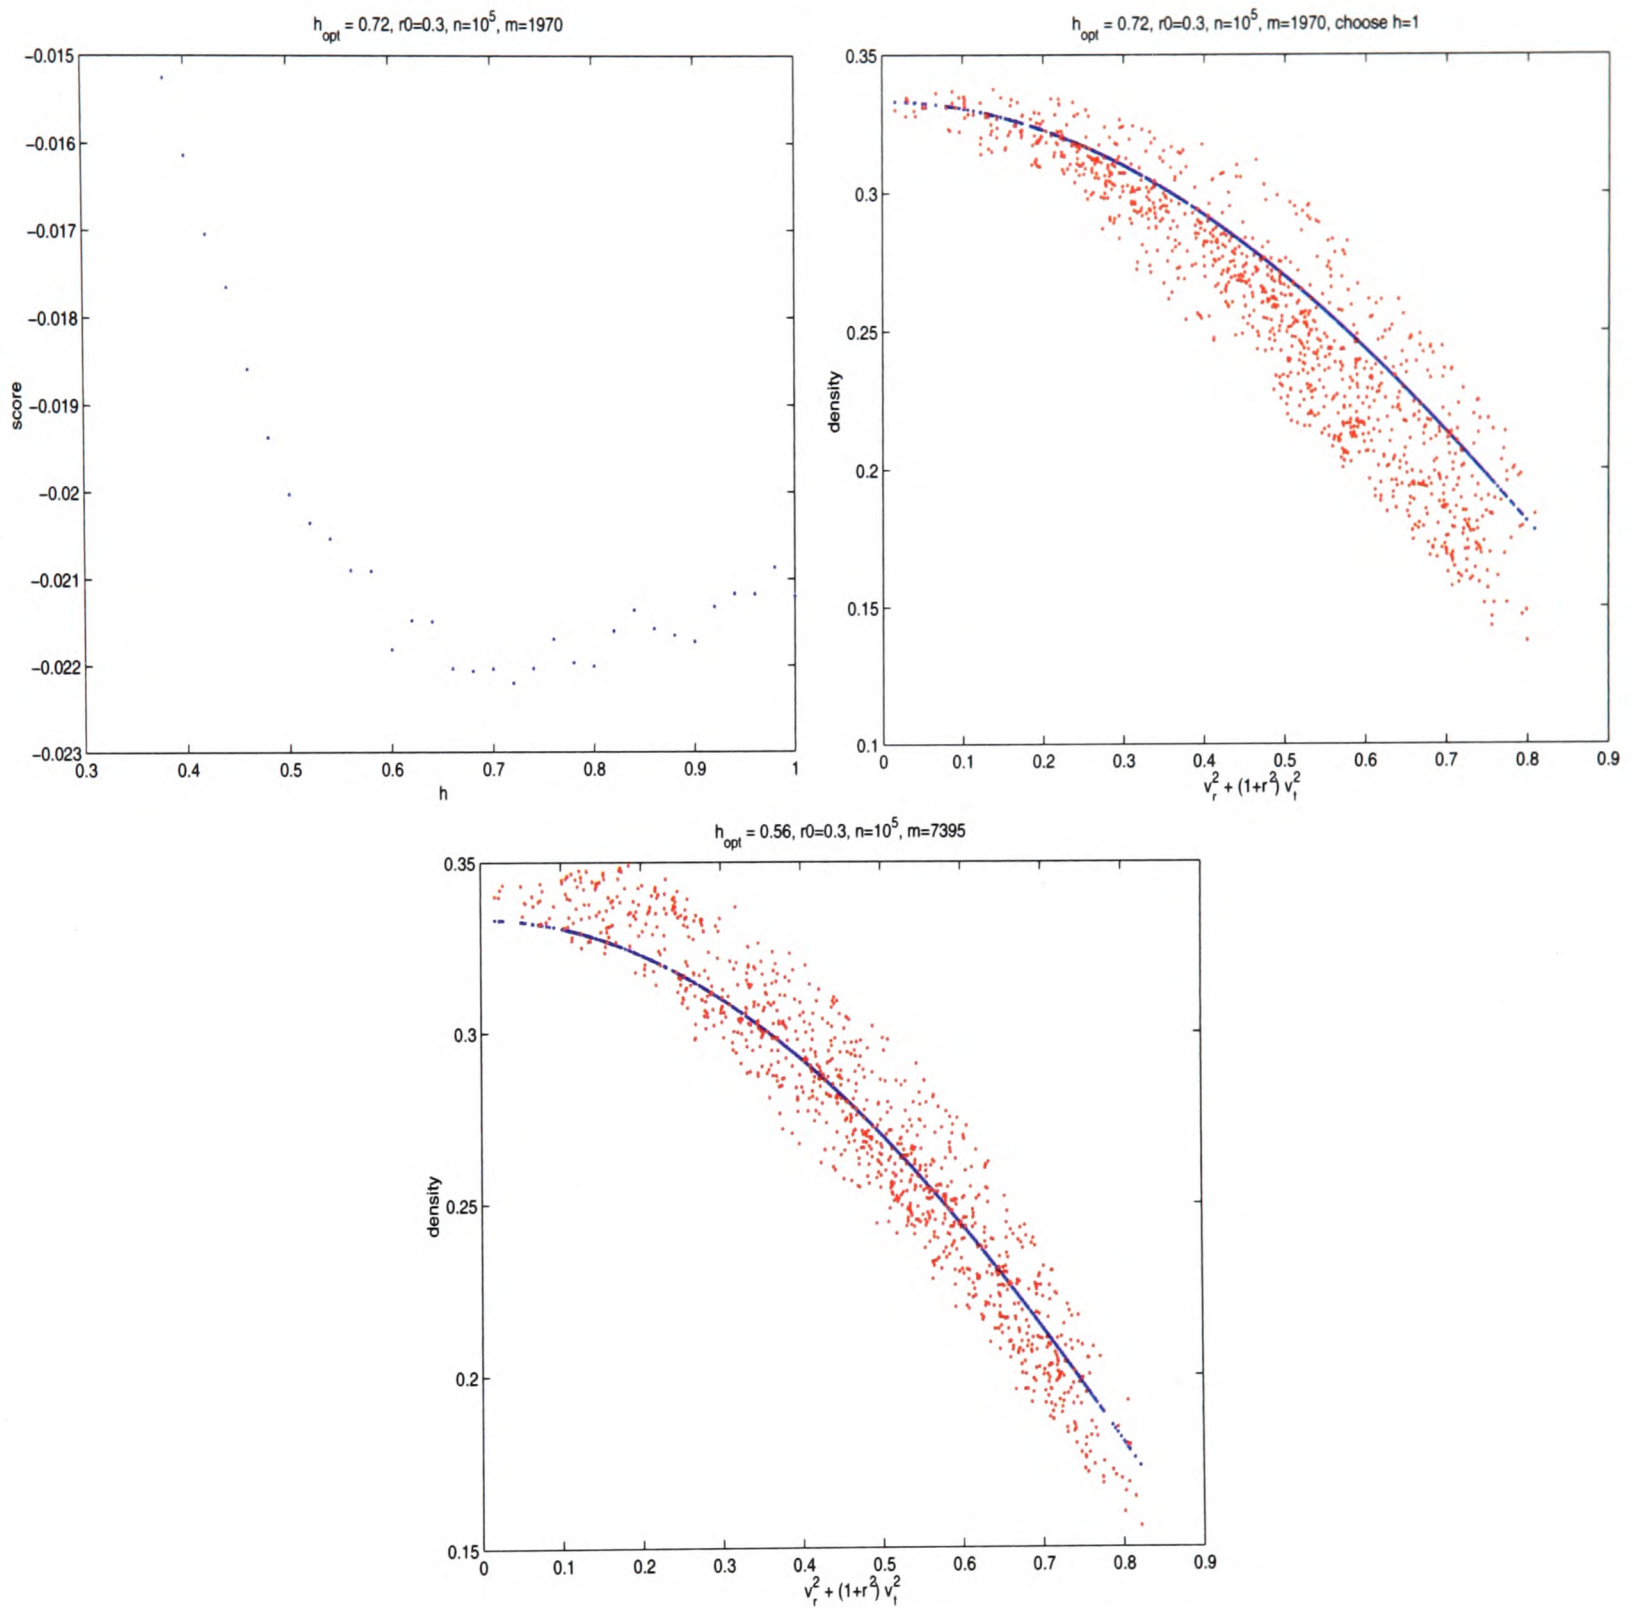 h_opt = 0.72, r0=0.3, n=10^5, m=1970
−0.015
−0.016
−0.017
−0.018
−0.019
−0.02
−0.021
−0.022
−0.023
score
0.3 0.4 0.5 0.6 0.7 0.8 0.9 1
h
h_opt = 0.72, r0=0.3, n=10^5, m=1970, choose h=1
0.35
0.3
0.25
0.2
0.15
0.1
density
0 0.1 0.2 0.3 0.4 0.5 0.6 0.7 0.8 0.9
v_r^2 + (1+r^2) v_t^2
h_opt = 0.56, r0=0.3, n=10^5, m=7395
0.35
0.3
0.25
0.2
0.15
density
0 0.1 0.2 0.3 0.4 0.5 0.6 0.7 0.8 0.9
v_r^2 + (1+r^2) v_t^2